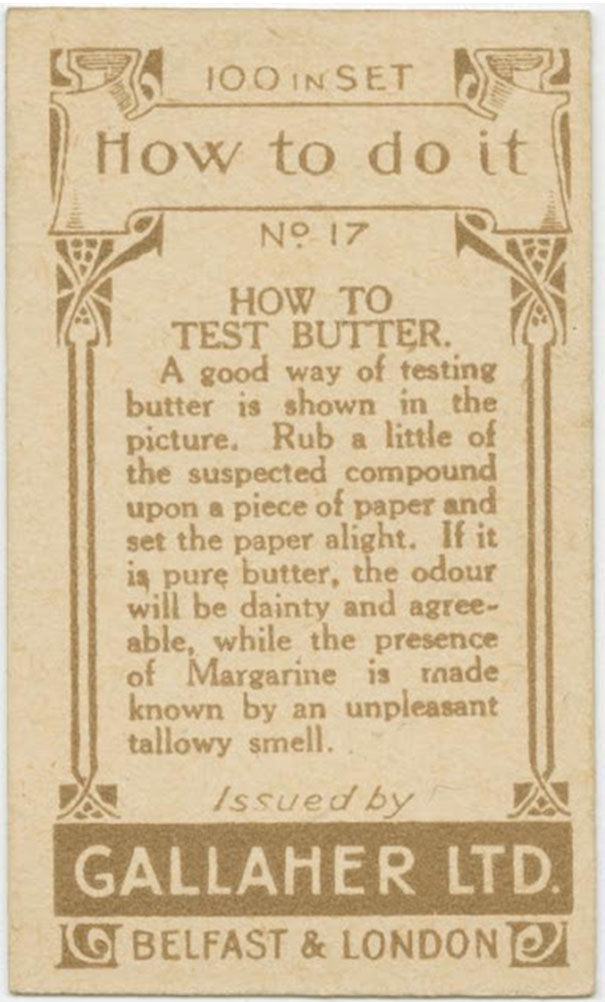 100 IN SET
How to do it
Nº 17
HOW TO
TEST BUTTER.
A good way of testing
butter is shown in the
picture. Rub a little of
the suspected compound
upon a piece of paper and
set the paper alight. If it
is pure butter, the odour
will be dainty and agree-
able, while the presence
of Margarine is made
known by an unpleasant
tallowy smell.
Issued by
GALLAHER LTD.
BELFAST & LONDON